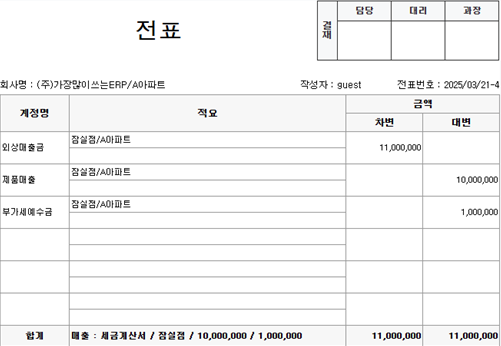 전표
결재
담당 대리 과장
회사명 : (주)가장많이쓰는ERP/A아파트 작성자 : guest 전표번호 : 2025/03/21-4
계정명 적요 금액
차변 대변
외상매출금 잠실점/A아파트 11,000,000
제품매출 잠실점/A아파트 10,000,000
부가세예수금 잠실점/A아파트 1,000,000
합계 매출 : 세금계산서 / 잠실점 / 10,000,000 / 1,000,000 11,000,000 11,000,000